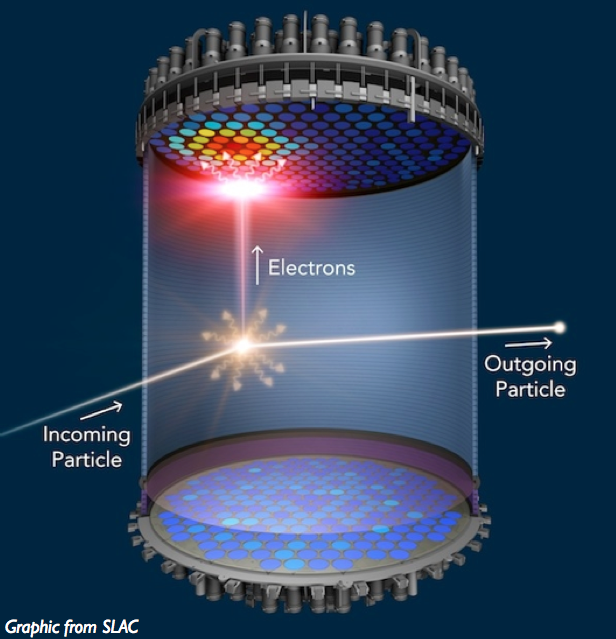 Electrons
Outgoing
Particle
Incoming
Particle
Graphic from SLAC